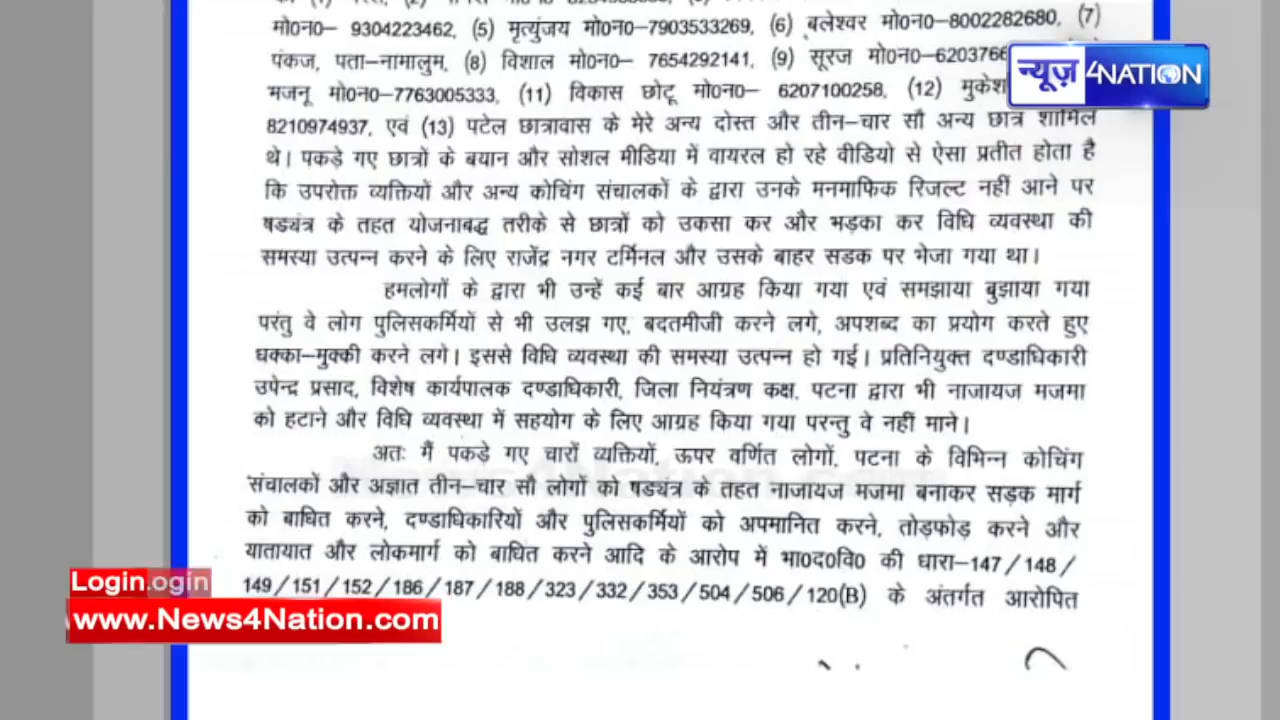 मो0न0– 9304223462, (5) मृत्युंजय मो0न0–7903533269, (6) बलेश्वर मो0न0–8002282680, (7)
पंकज, पता–नामालुम, (8) विशाल मो0न0– 7654292141, (9) सूरज मो0न0–620376
मजनू मो0न0–7763005333, (11) विकास छोटू मो0न0– 6207100258, (12) मुकेश
8210974937, एवं (13) पटेल छात्रावास के मेरे अन्य दोस्त और तीन–चार सौ अन्य छात्र शामिल
थे। पकड़े गए छात्रों के बयान और सोशल मीडिया में वायरल हो रहे वीडियो से ऐसा प्रतीत होता है
कि उपरोक्त व्यक्तियों और अन्य कोचिंग संचालकों के द्वारा उनके मनमाफिक रिजल्ट नहीं आने पर
षड्यंत्र के तहत योजनाबद्ध तरीके से छात्रों को उकसा कर और भड़का कर विधि व्यवस्था की
समस्या उत्पन्न करने के लिए राजेंद्र नगर टर्मिनल और उसके बाहर सडक पर भेजा गया था।
हमलोगों के द्वारा भी उन्हें कई बार आग्रह किया गया एवं समझाया बुझाया गया
परंतु वे लोग पुलिसकर्मियों से भी उलझ गए, बदतमीजी करने लगे, अपशब्द का प्रयोग करते हुए
धक्का–मुक्की करने लगे। इससे विधि व्यवस्था की समस्या उत्पन्न हो गई। प्रतिनियुक्त दण्डाधिकारी
उपेन्द्र प्रसाद, विशेष कार्यपालक दण्डाधिकारी, जिला नियंत्रण कक्ष, पटना द्वारा भी नाजायज मजमा
को हटाने और विधि व्यवस्था में सहयोग के लिए आग्रह किया गया परन्तु वे नहीं माने।
अतः मैं पकड़े गए चारों व्यक्तियों, ऊपर वर्णित लोगों, पटना के विभिन्न कोचिंग
संचालकों और अज्ञात तीन–चार सौ लोगों को षडयंत्र के तहत नाजायज मजमा बनाकर सड़क मार्ग
को बाधित करने, दण्डाधिकारियों और पुलिसकर्मियों को अपमानित करने, तोड़फोड़ करने और
यातायात और लोकमार्ग को बाधित करने आदि के आरोप में भा0द0वि0 की धारा–147/148/
149/151/152/186/187/188/323/332/353/504/506/120(B) के अंतर्गत आरोपित
न्यूज़ 4NATION
Login
www.News4Nation.com